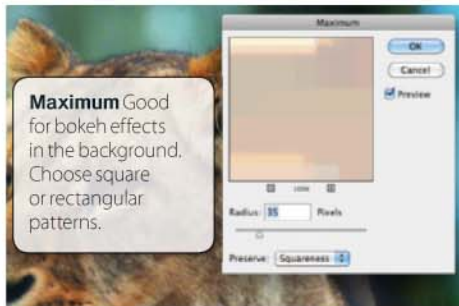 Maximum
OK
Cancel
Preview
Maximum Good
for bokeh effects
in the background.
Choose square
or rectangular
patterns.
100%
Radius: 35 Pixels
Preserve: Squareness